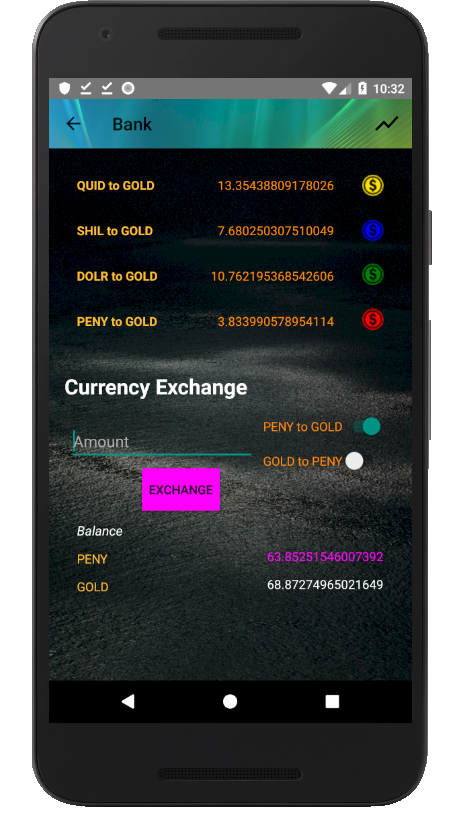 10:32
Bank
QUID to GOLD 13.35438809178026 $
SHIL to GOLD 7.680250307510049 $
DOLR to GOLD 10.762195368542606 $
PENY to GOLD 3.833990578954114 $
Currency Exchange
PENY to GOLD
Amount
GOLD to PENY
EXCHANGE
Balance
PENY 63.85251546007392
GOLD 68.87274965021649